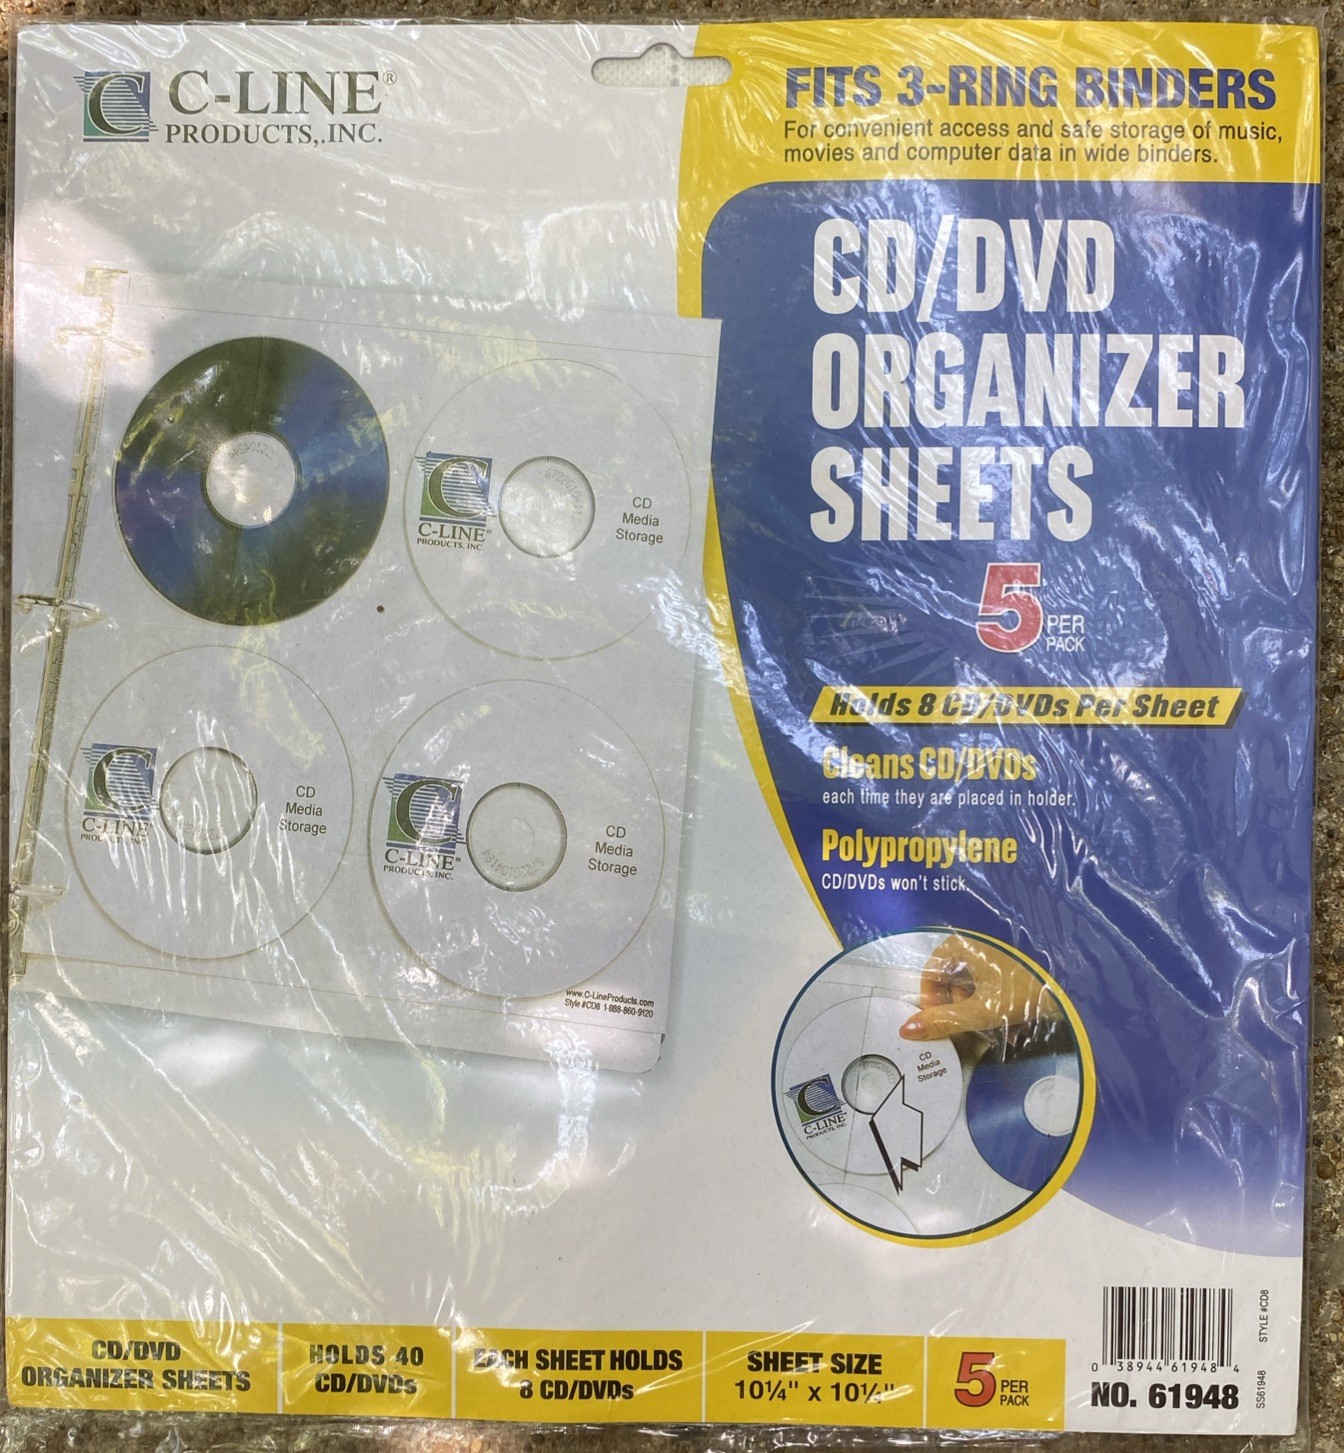 C-LINE®
PRODUCTS, INC.
FITS 3-RING BINDERS
For convenient access and safe storage of music,
movies and computer data in wide binders.
CD/DVD
ORGANIZER
SHEETS
5 PER
PACK
Holds 8 CD/DVDs Per Sheet
Cleans CD/DVDs
each time they are placed in holder.
Polypropylene
CD/DVDs won't stick.
C-LINE®
PRODUCTS, INC.
CD
Media
Storage
C-LINE®
PRODUCTS, INC.
CD
Media
Storage
C-LINE®
PRODUCTS, INC.
CD
Media
Storage
www.C-LineProducts.com
Style #CD8 1-888-860-9120
C-LINE®
PRODUCTS, INC.
CD
Media
Storage
CD/DVD
ORGANIZER SHEETS
HOLDS 40
CD/DVDs
EACH SHEET HOLDS
8 CD/DVDs
SHEET SIZE
10¼" x 10¼"
5 PER
PACK
0 38944 61948 4
NO. 61948
SS61948
STYLE #CD8